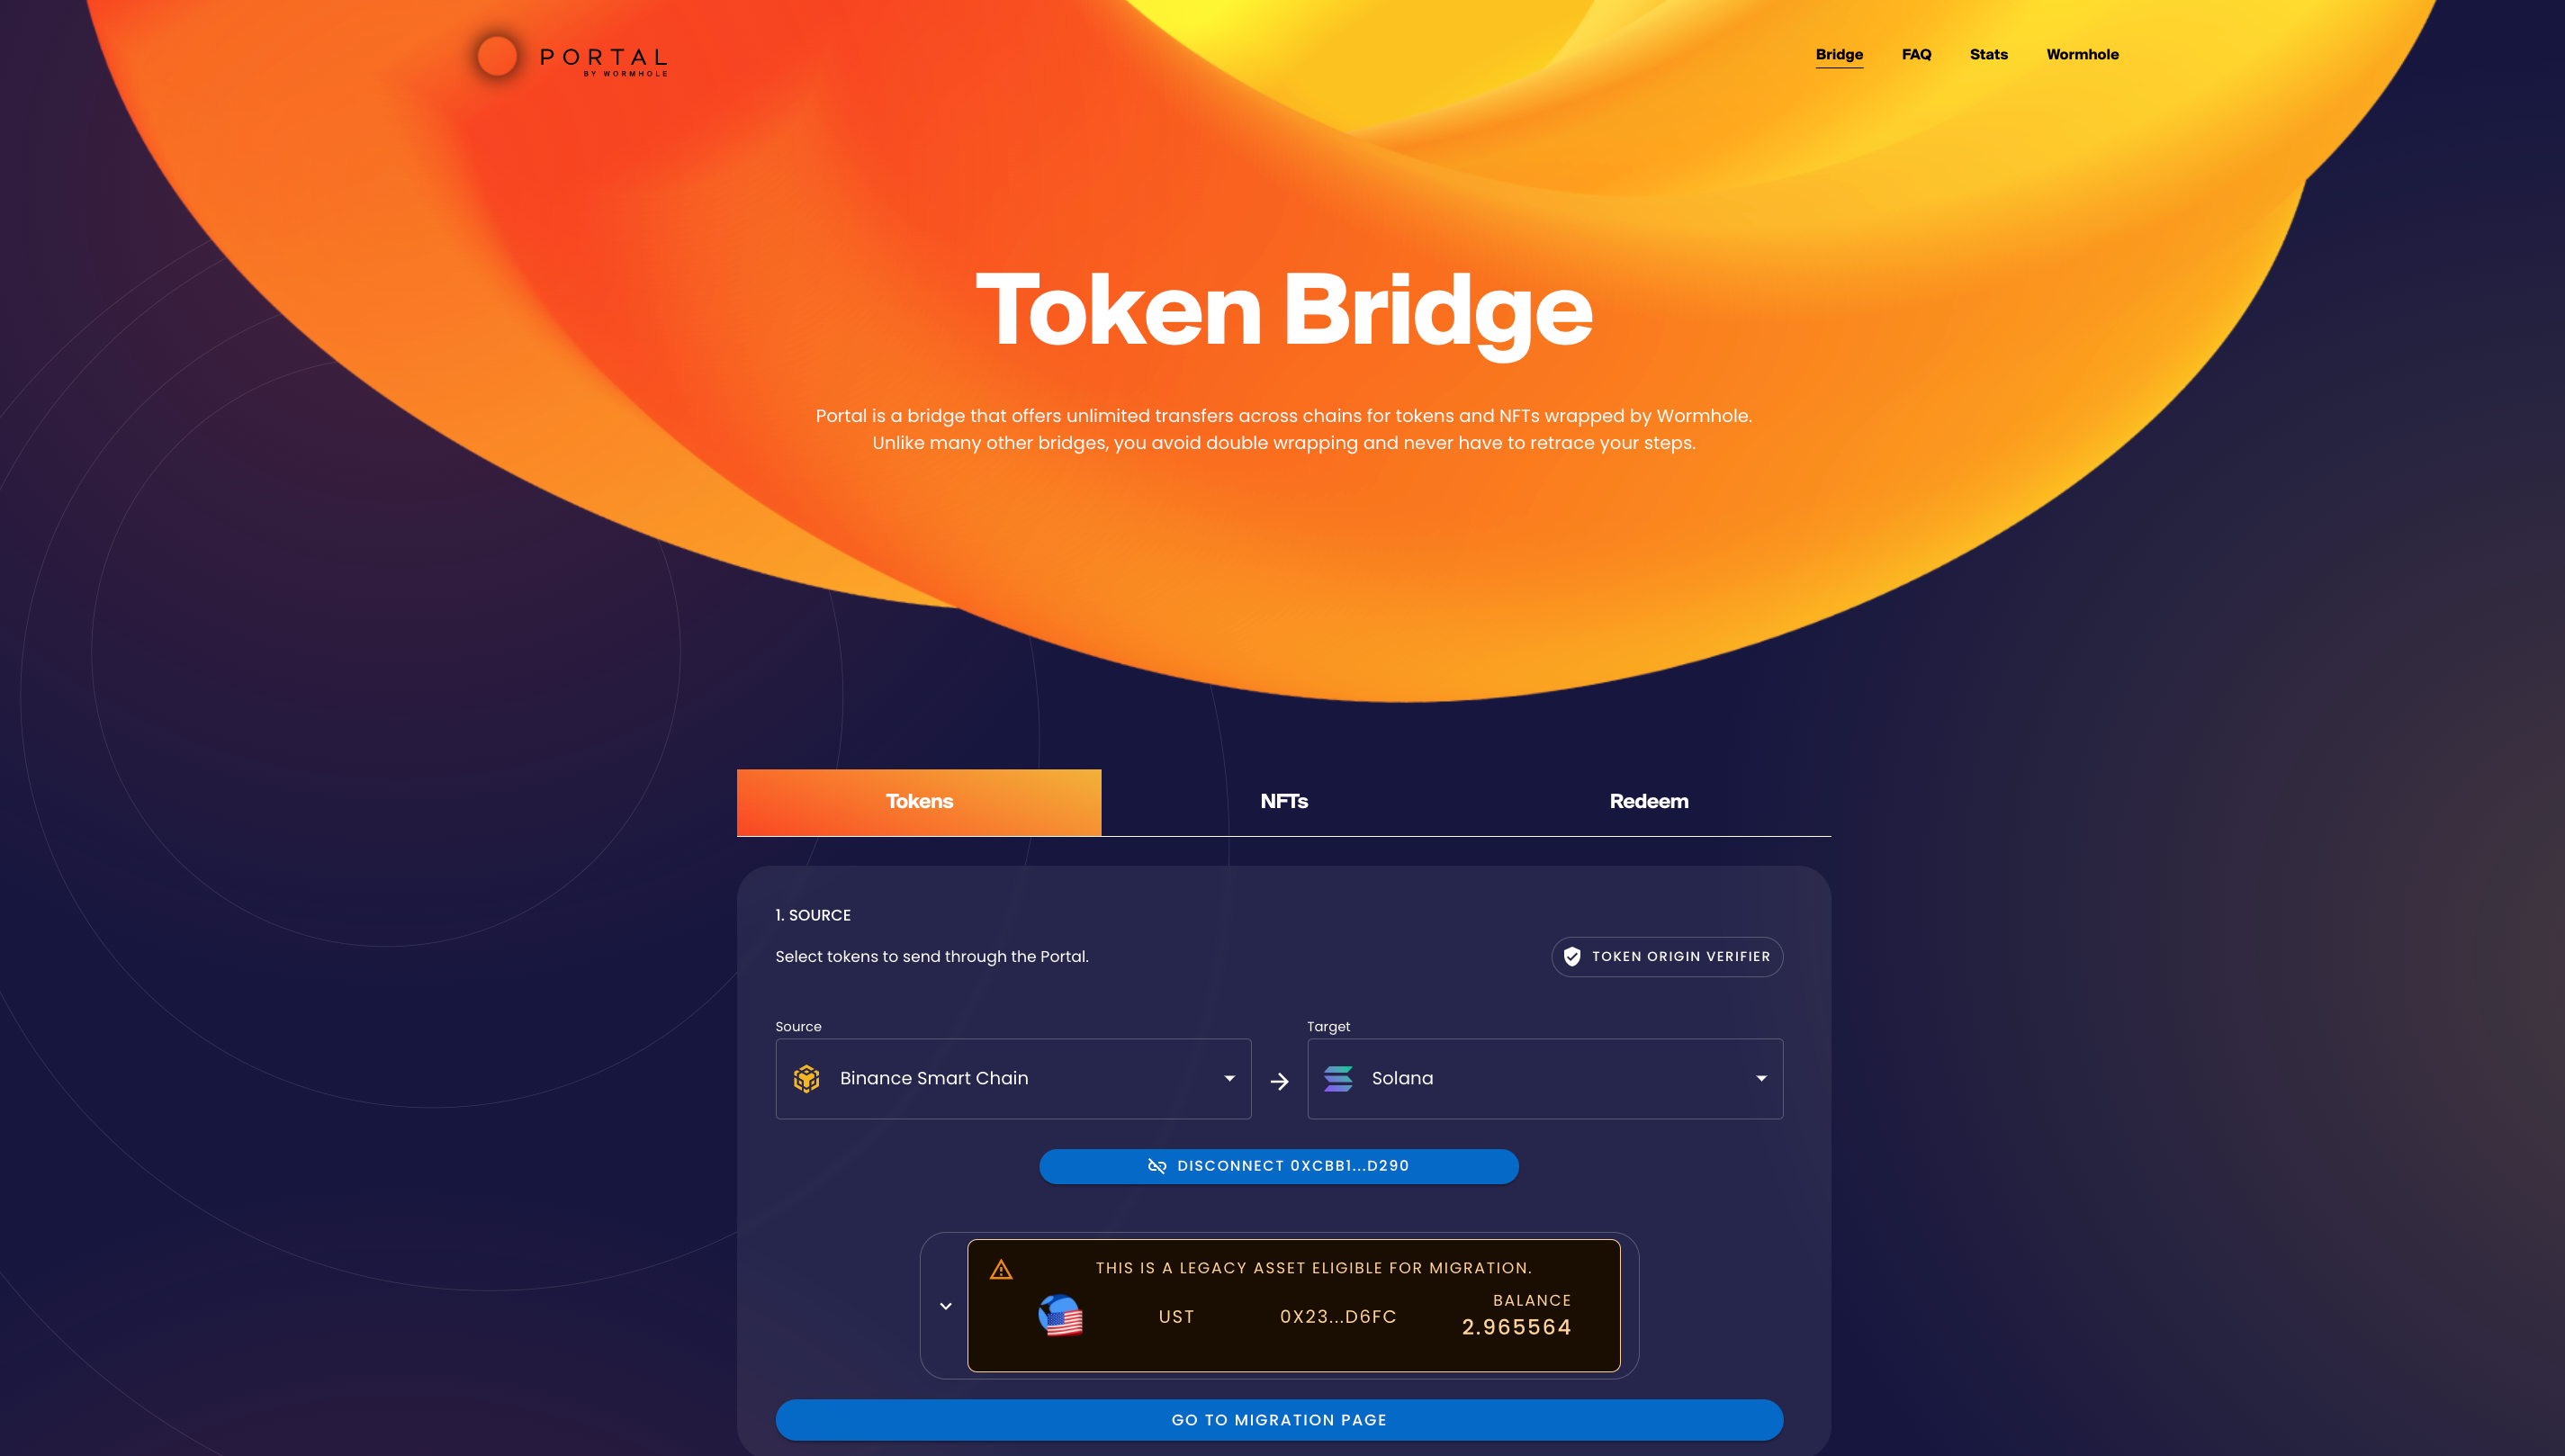 PORTAL
BY WORMHOLE
Bridge
FAQ
Stats
Wormhole
Token Bridge
Portal is a bridge that offers unlimited transfers across chains for tokens and NFTs wrapped by Wormhole.
Unlike many other bridges, you avoid double wrapping and never have to retrace your steps.
Tokens
NFTs
Redeem
1. SOURCE
Select tokens to send through the Portal.
TOKEN ORIGIN VERIFIER
Source
Target
Binance Smart Chain
Solana
DISCONNECT 0XCBB1...D290
THIS IS A LEGACY ASSET ELIGIBLE FOR MIGRATION.
UST
0X23...D6FC
BALANCE
2.965564
GO TO MIGRATION PAGE